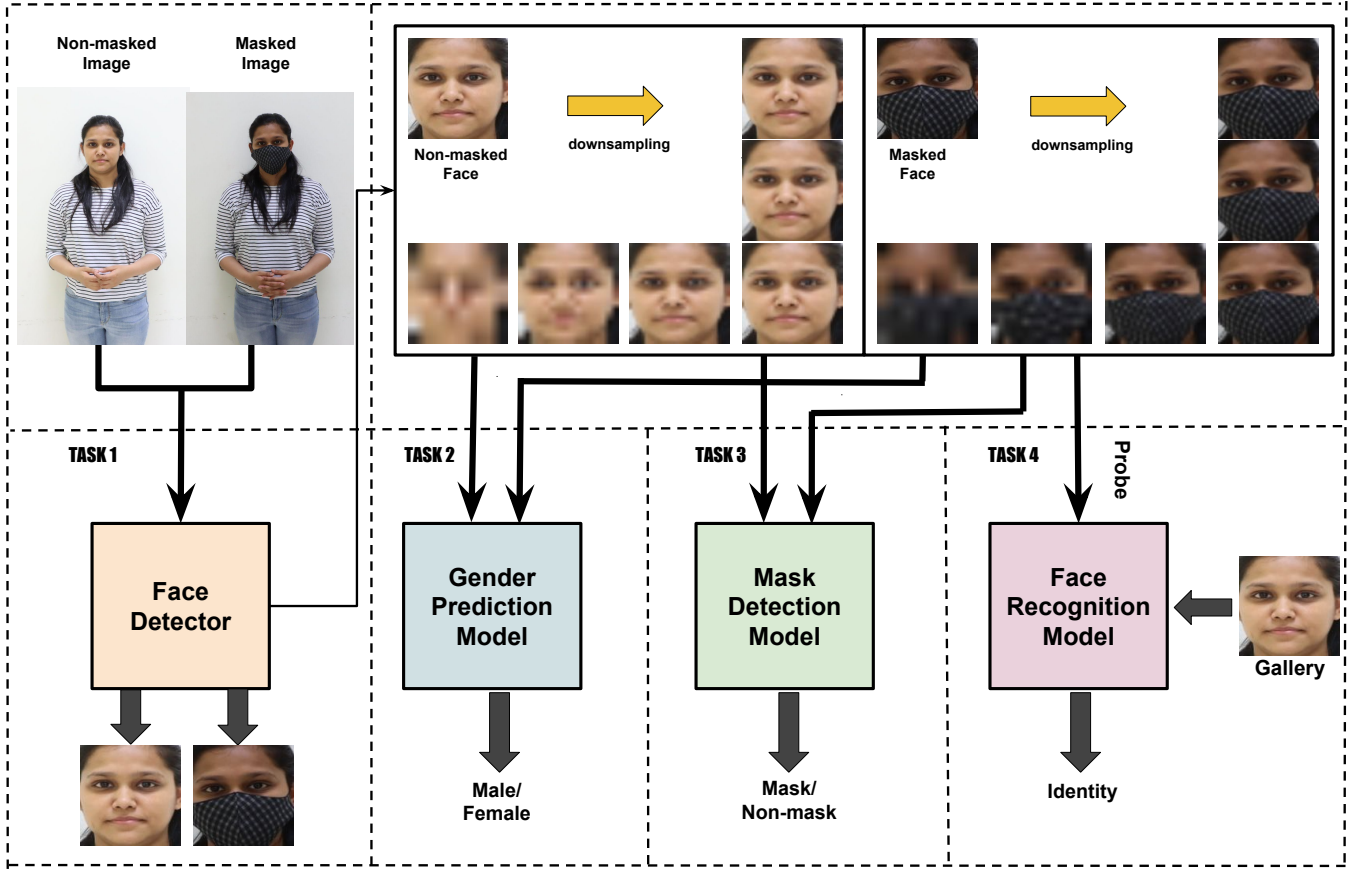 Non-masked
Image
Masked
Image
Non-masked
Face
downsampling
Masked
Face
downsampling
TASK 1
TASK 2
TASK 3
TASK 4
Probe
Face
Detector
Gender
Prediction
Model
Mask
Detection
Model
Face
Recognition
Model
Gallery
Male/
Female
Mask/
Non-mask
Identity